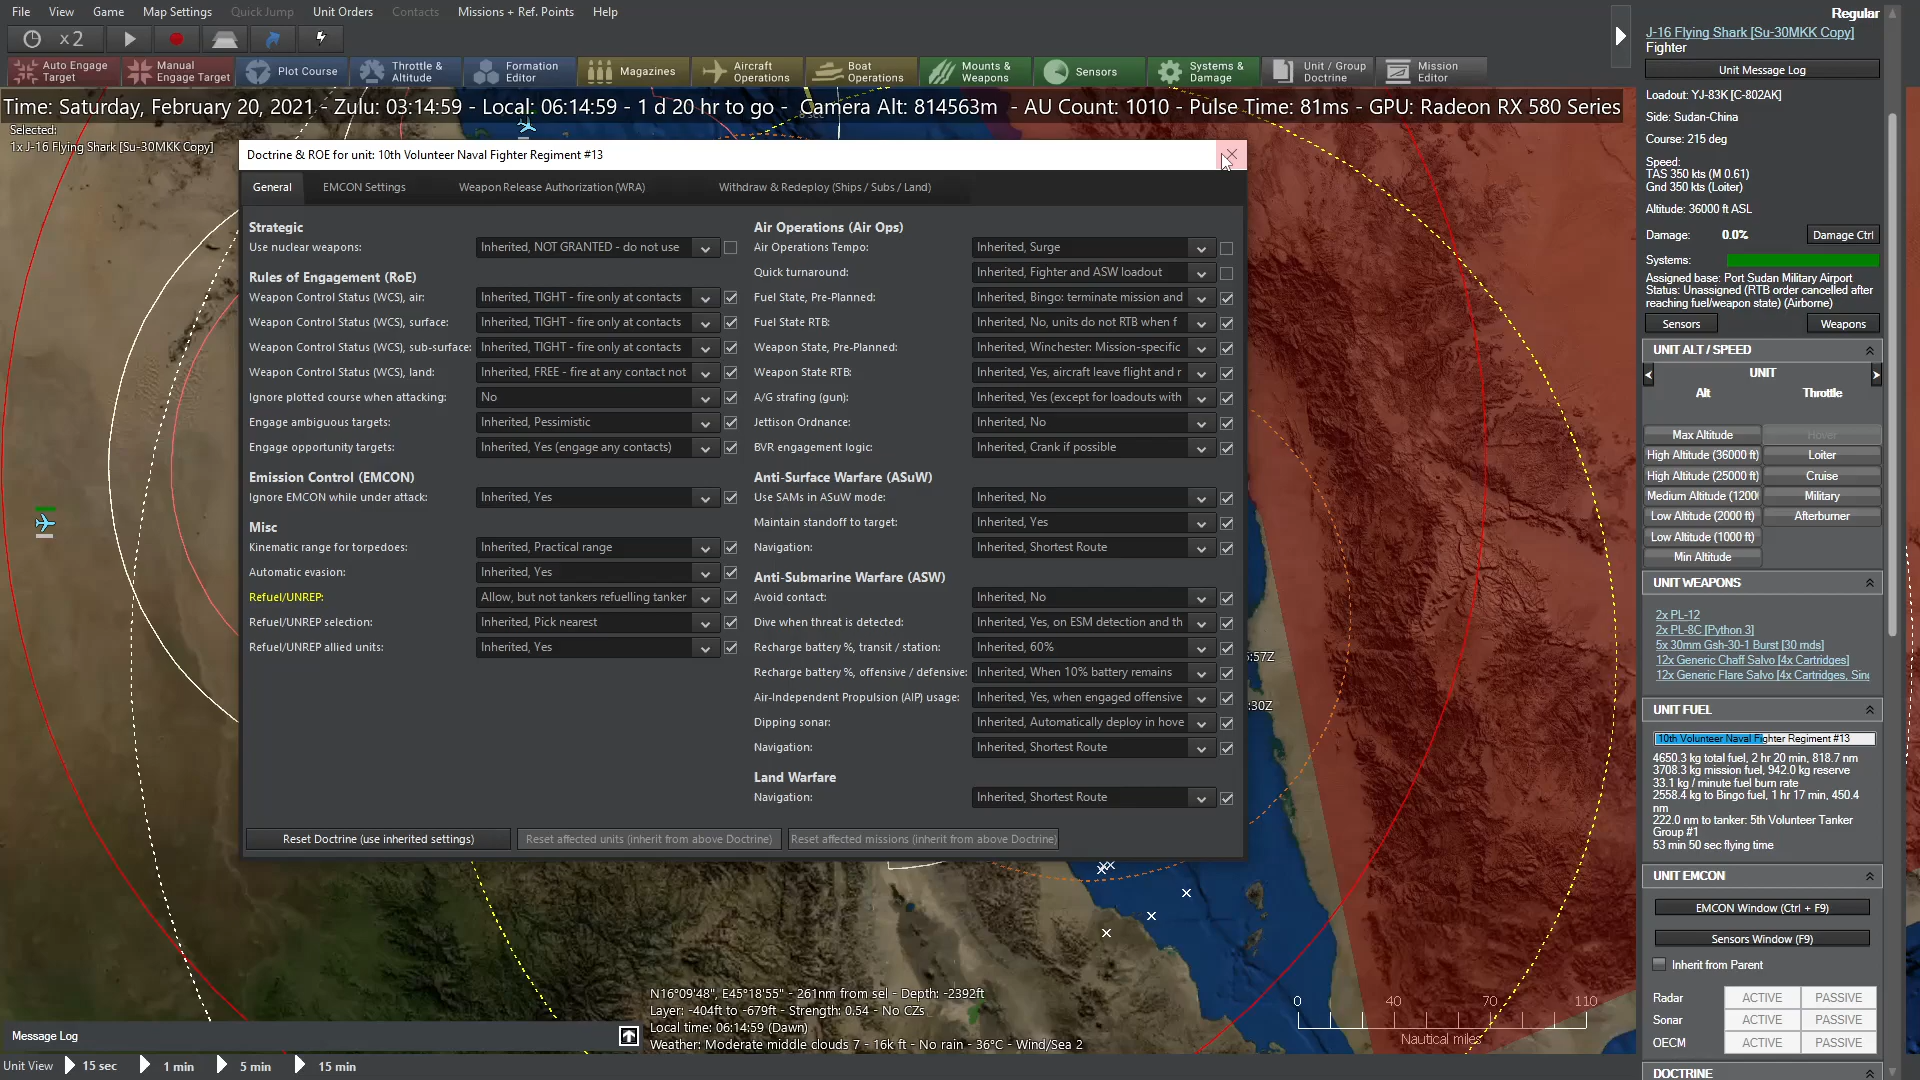 File View Game Map Settings Quick Jump Unit Orders Contacts Missions + Ref. Points Help
x2
Auto Engage Target
Manual Engage Target
Plot Course
Throttle & Altitude
Formation Editor
Magazines
Aircraft Operations
Boat Operations
Mounts & Weapons
Sensors
Systems & Damage
Unit / Group Doctrine
Mission Editor
Time: Saturday, February 20, 2021 - Zulu: 03:14:59 - Local: 06:14:59 - 1 d 20 hr to go - Camera Alt: 814563m - AU Count: 1010 - Pulse Time: 81ms - GPU: Radeon RX 580 Series
Selected:
1x J-16 Flying Shark [Su-30MKK Copy]
Doctrine & ROE for unit: 10th Volunteer Naval Fighter Regiment #13
General EMCON Settings Weapon Release Authorization (WRA) Withdraw & Redeploy (Ships / Subs / Land)
Strategic
Use nuclear weapons: Inherited, NOT GRANTED - do not use
Rules of Engagement (RoE)
Weapon Control Status (WCS), air: Inherited, TIGHT - fire only at contacts
Weapon Control Status (WCS), surface: Inherited, TIGHT - fire only at contacts
Weapon Control Status (WCS), sub-surface: Inherited, TIGHT - fire only at contacts
Weapon Control Status (WCS), land: Inherited, FREE - fire at any contact not
Ignore plotted course when attacking: No
Engage ambiguous targets: Inherited, Pessimistic
Engage opportunity targets: Inherited, Yes (engage any contacts)
Emission Control (EMCON)
Ignore EMCON while under attack: Inherited, Yes
Misc
Kinematic range for torpedoes: Inherited, Practical range
Automatic evasion: Inherited, Yes
Refuel/UNREP: Allow, but not tankers refuelling tanker
Refuel/UNREP selection: Inherited, Pick nearest
Refuel/UNREP allied units: Inherited, Yes
Air Operations (Air Ops)
Air Operations Tempo: Inherited, Surge
Quick turnaround: Inherited, Fighter and ASW loadout
Fuel State, Pre-Planned: Inherited, Bingo: terminate mission and
Fuel State RTB: Inherited, No, units do not RTB when f
Weapon State, Pre-Planned: Inherited, Winchester: Mission-specific
Weapon State RTB: Inherited, Yes, aircraft leave flight and r
A/G strafing (gun): Inherited, Yes (except for loadouts with
Jettison Ordnance: Inherited, No
BVR engagement logic: Inherited, Crank if possible
Anti-Surface Warfare (ASuW)
Use SAMs in ASuW mode: Inherited, No
Maintain standoff to target: Inherited, Yes
Navigation: Inherited, Shortest Route
Anti-Submarine Warfare (ASW)
Avoid contact: Inherited, No
Dive when threat is detected: Inherited, Yes, on ESM detection and th
Recharge battery %, transit / station: Inherited, 60%
Recharge battery %, offensive / defensive: Inherited, When 10% battery remains
Air-Independent Propulsion (AIP) usage: Inherited, Yes, when engaged offensive
Dipping sonar: Inherited, Automatically deploy in hove
Navigation: Inherited, Shortest Route
Land Warfare
Navigation: Inherited, Shortest Route
Reset Doctrine (use inherited settings) Reset affected units (inherit from above Doctrine) Reset affected missions (inherit from above Doctrine)
:57Z
:30Z
N16°09'48", E45°18'55" - 261nm from sel - Depth: -2392ft
Layer: -404ft to -679ft - Strength: 0.54 - No CZs
Local time: 06:14:59 (Dawn)
Weather: Moderate middle clouds 7 - 16k ft - No rain - 36°C - Wind/Sea 2
0 40 70 110
Nautical miles
Message Log
Unit View 15 sec 1 min 5 min 15 min
Regular
J-16 Flying Shark [Su-30MKK Copy]
Fighter
Unit Message Log
Loadout: YJ-83K [C-802AK]
Side: Sudan-China
Course: 215 deg
Speed:
TAS 350 kts (M 0.61)
Gnd 350 kts (Loiter)
Altitude: 36000 ft ASL
Damage: 0.0% Damage Ctrl
Systems:
Assigned base: Port Sudan Military Airport
Status: Unassigned (RTB order cancelled after
reaching fuel/weapon state) (Airborne)
Sensors Weapons
UNIT ALT / SPEED
UNIT
Alt Throttle
Max Altitude Hover
High Altitude (36000 ft) Loiter
High Altitude (25000 ft) Cruise
Medium Altitude (1200 Military
Low Altitude (2000 ft) Afterburner
Low Altitude (1000 ft)
Min Altitude
UNIT WEAPONS
2x PL-12
2x PL-8C [Python 3]
5x 30mm Gsh-30-1 Burst [30 rnds]
12x Generic Chaff Salvo [4x Cartridges]
12x Generic Flare Salvo [4x Cartridges, Sin
UNIT FUEL
10th Volunteer Naval Fighter Regiment #13
4650.3 kg total fuel, 2 hr 20 min, 818.7 nm
3708.3 kg mission fuel, 942.0 kg reserve
33.1 kg / minute fuel burn rate
2558.4 kg to Bingo fuel, 1 hr 17 min, 450.4
nm
222.0 nm to tanker: 5th Volunteer Tanker
Group #1
53 min 50 sec flying time
UNIT EMCON
EMCON Window (Ctrl + F9)
Sensors Window (F9)
Inherit from Parent
Radar ACTIVE PASSIVE
Sonar ACTIVE PASSIVE
OECM ACTIVE PASSIVE
DOCTRINE